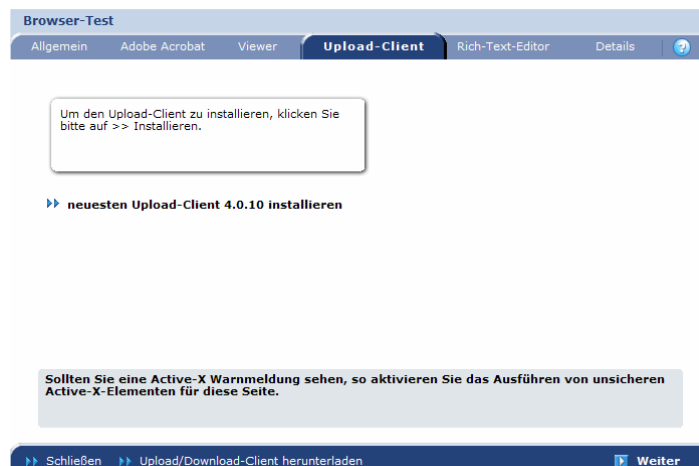 Browser-Test
Allgemein Adobe Acrobat Viewer Upload-Client Rich-Text-Editor Details ?
Um den Upload-Client zu installieren, klicken Sie
bitte auf >> Installieren.
neuesten Upload-Client 4.0.10 installieren
Sollten Sie eine Active-X Warnmeldung sehen, so aktivieren Sie das Ausführen von unsicheren
Active-X-Elementen für diese Seite.
Schließen Upload/Download-Client herunterladen Weiter